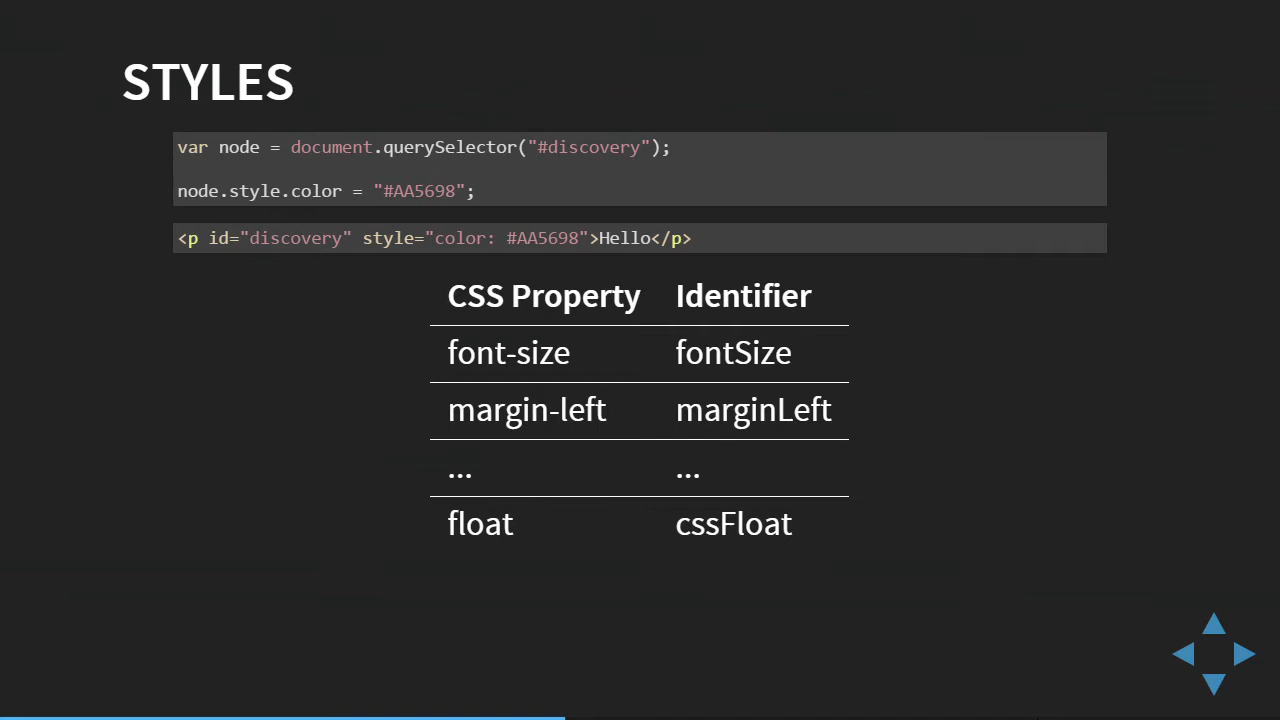 STYLES
var node = document.querySelector("#discovery");
node.style.color = "#AA5698";
<p id="discovery" style="color: #AA5698">Hello</p>
CSS Property Identifier
font-size fontSize
margin-left marginLeft
... ...
float cssFloat